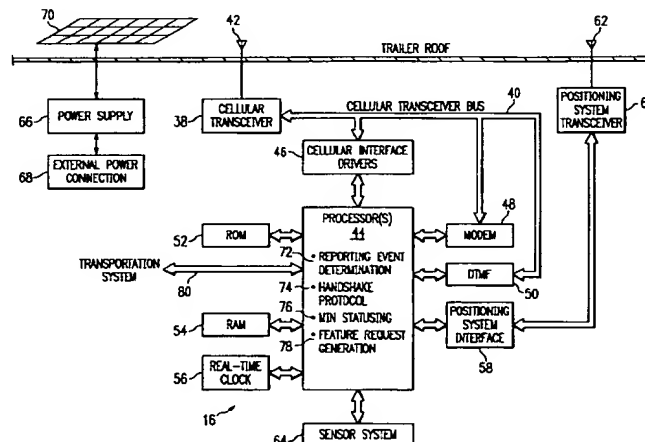 70
42
62
TRAILER ROOF
66
POWER SUPPLY
38
CELLULAR
TRANSCEIVER
CELLULAR TRANSCEIVER BUS
40
POSITIONING
SYSTEM
TRANSCEIVER
6
68
EXTERNAL POWER
CONNECTION
46
CELLULAR INTERFACE
DRIVERS
52
ROM
PROCESSOR(S)
44
72
• REPORTING EVENT
DETERMINATION
74
• HANDSHAKE
PROTOCOL
76
• MIN STATUSING
78
• FEATURE REQUEST
GENERATION
48
MODEM
TRANSPORTATION
SYSTEM
80
DTMF
50
54
RAM
POSITIONING
SYSTEM
INTERFACE
58
56
REAL-TIME
CLOCK
16
64
SENSOR SYSTEM